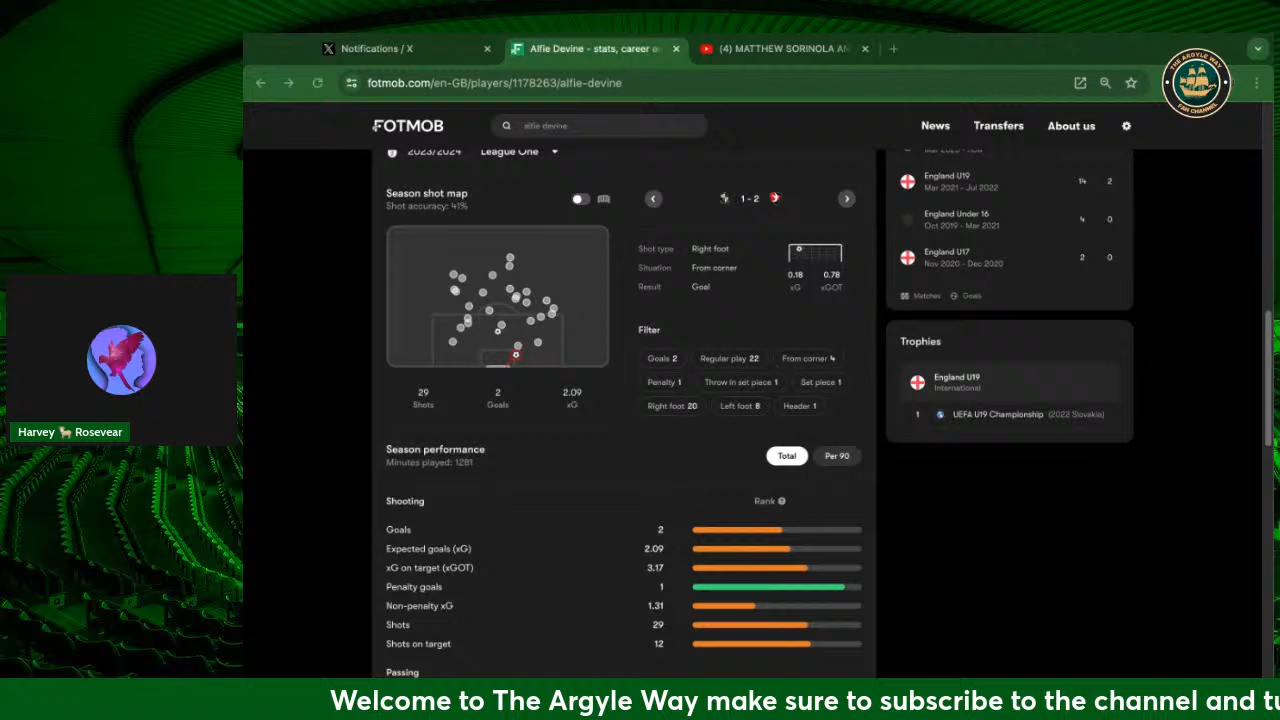 Notifications / X
Alfie Devine - stats, career a
(4) MATTHEW SORINOLA AN
fotmob.com/en-GB/players/1178263/alfie-devine
THE ARGYLE WAY
FAN CHANNEL
FOTMOB
alfie devine
News
Transfers
About us
2023/2024
League One
Season shot map
Shot accuracy: 41%
1 - 2
Shot type
Right foot
Situation
From corner
Result
Goal
0.18
0.78
xG
xGOT
29
2
2.09
Shots
Goals
xG
Filter
Goals 2
Regular play 22
From corner 4
Penalty 1
Throw in set piece 1
Set piece 1
Right foot 20
Left foot 8
Header 1
Season performance
Minutes played: 1281
Total
Per 90
Shooting
Rank
Goals
2
Expected goals (xG)
2.09
xG on target (xGOT)
3.17
Penalty goals
1
Non-penalty xG
1.31
Shots
29
Shots on target
12
Passing
England U19
Mar 2021 - Jul 2022
14
2
England Under 16
Oct 2019 - Mar 2021
4
0
England U17
Nov 2020 - Dec 2020
2
0
Matches
Goals
Trophies
England U19
International
1
UEFA U19 Championship (2022 Slovakia)
Harvey 🐐 Rosevear
Welcome to The Argyle Way make sure to subscribe to the channel and tu